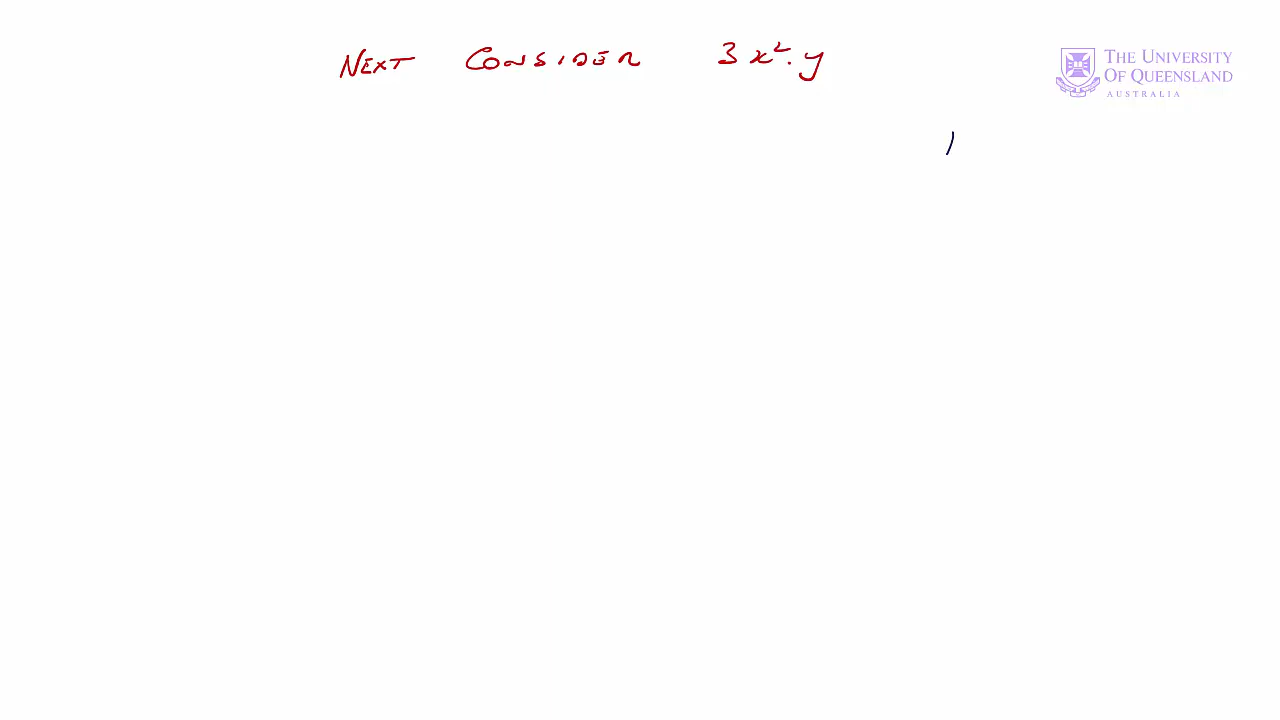 NEXT CONSIDER 3x².y
THE UNIVERSITY
OF QUEENSLAND
AUSTRALIA